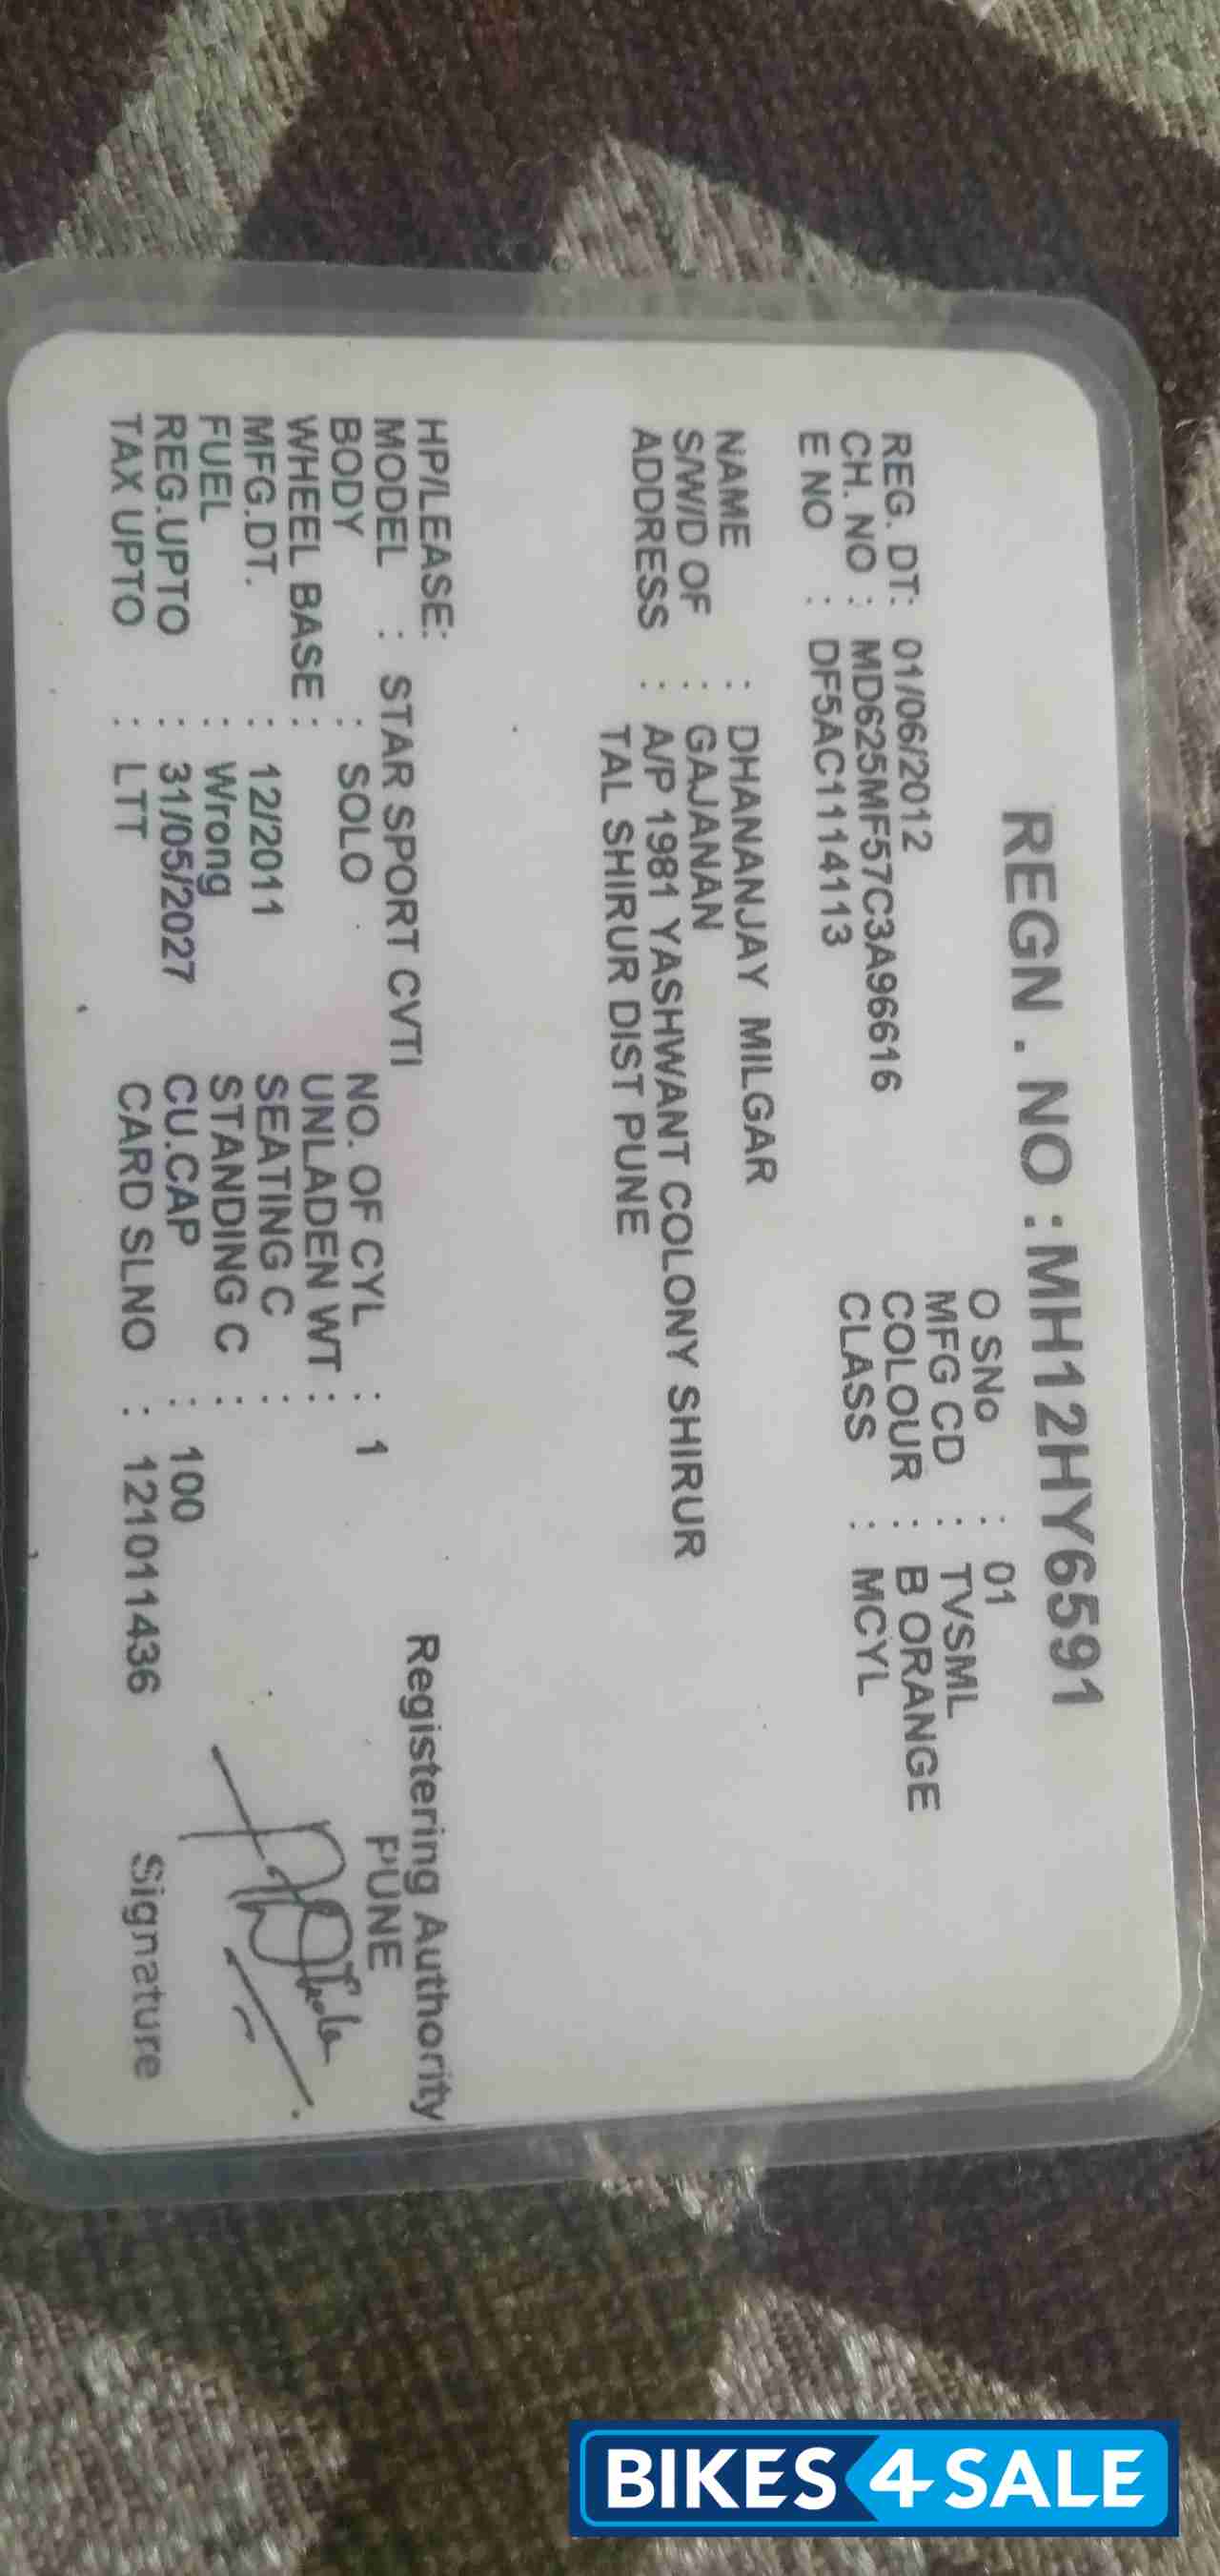 REGN . NO : MH12HY6591
O SNo : 01
REG. DT: 01/06/2012 MFG CD : TVSML
CH. NO : MD625MF57C3A96616 COLOUR : B ORANGE
E NO : DF5AC1114113 CLASS : MCYL
NAME : DHANANJAY MILGAR
S/W/D OF : GAJANAN
ADDRESS : A/P 1981 YASHWANT COLONY SHIRUR
TAL SHIRUR DIST PUNE
HP/LEASE:
MODEL : STAR SPORT CVTI
BODY : SOLO NO. OF CYL : 1
WHEEL BASE : UNLADEN WT :
MFG.DT. : 12/2011 SEATING C :
FUEL : Wrong STANDING C :
REG.UPTO : 31/05/2027 CU.CAP : 100
TAX UPTO : LTT CARD SLNO : 121011436
Registering Authority
PUNE
Signature
BIKES4SALE